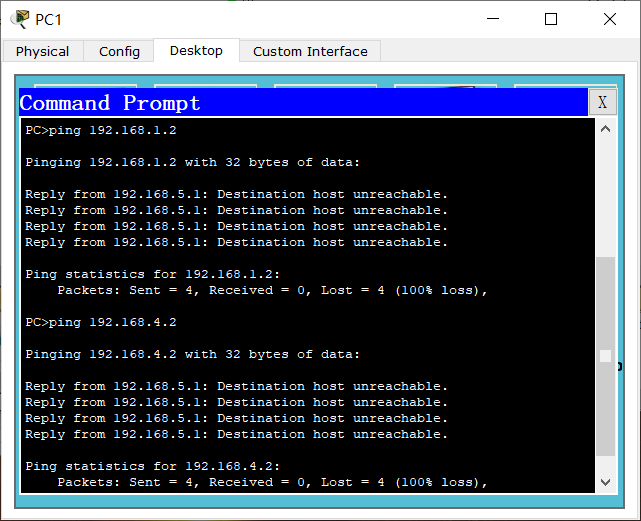 PC1
Physical Config Desktop Custom Interface
Command Prompt X
PC>ping 192.168.1.2
Pinging 192.168.1.2 with 32 bytes of data:
Reply from 192.168.5.1: Destination host unreachable.
Reply from 192.168.5.1: Destination host unreachable.
Reply from 192.168.5.1: Destination host unreachable.
Reply from 192.168.5.1: Destination host unreachable.
Ping statistics for 192.168.1.2:
Packets: Sent = 4, Received = 0, Lost = 4 (100% loss),
PC>ping 192.168.4.2
Pinging 192.168.4.2 with 32 bytes of data:
Reply from 192.168.5.1: Destination host unreachable.
Reply from 192.168.5.1: Destination host unreachable.
Reply from 192.168.5.1: Destination host unreachable.
Reply from 192.168.5.1: Destination host unreachable.
Ping statistics for 192.168.4.2:
Packets: Sent = 4, Received = 0, Lost = 4 (100% loss),